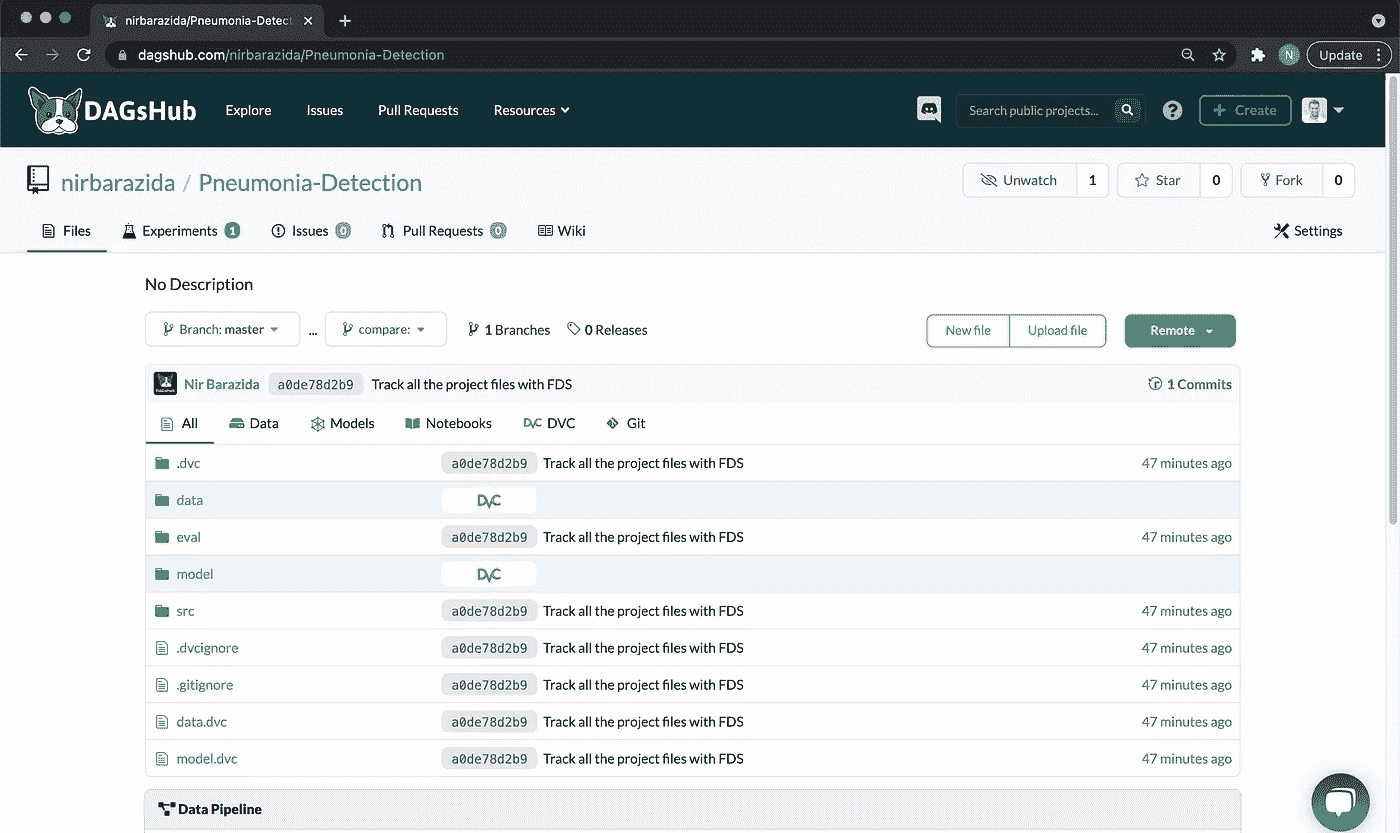 nirbarazida/Pneumonia-Detect
dagshub.com/nirbarazida/Pneumonia-Detection
N
Update
DAGsHub Explore Issues Pull Requests Resources Search public projects... + Create
nirbarazida / Pneumonia-Detection Unwatch 1 Star 0 Fork 0
Files Experiments 1 Issues 0 Pull Requests 0 Wiki Settings
No Description
Branch: master ... compare: 1 Branches 0 Releases New file Upload file Remote
Nir Barazida a0de78d2b9 Track all the project files with FDS 1 Commits
All Data Models Notebooks DVC DVC Git
.dvc a0de78d2b9 Track all the project files with FDS 47 minutes ago
data DVC
eval a0de78d2b9 Track all the project files with FDS 47 minutes ago
model DVC
src a0de78d2b9 Track all the project files with FDS 47 minutes ago
.dvcignore a0de78d2b9 Track all the project files with FDS 47 minutes ago
.gitignore a0de78d2b9 Track all the project files with FDS 47 minutes ago
data.dvc a0de78d2b9 Track all the project files with FDS 47 minutes ago
model.dvc a0de78d2b9 Track all the project files with FDS 47 minutes ago
Data Pipeline